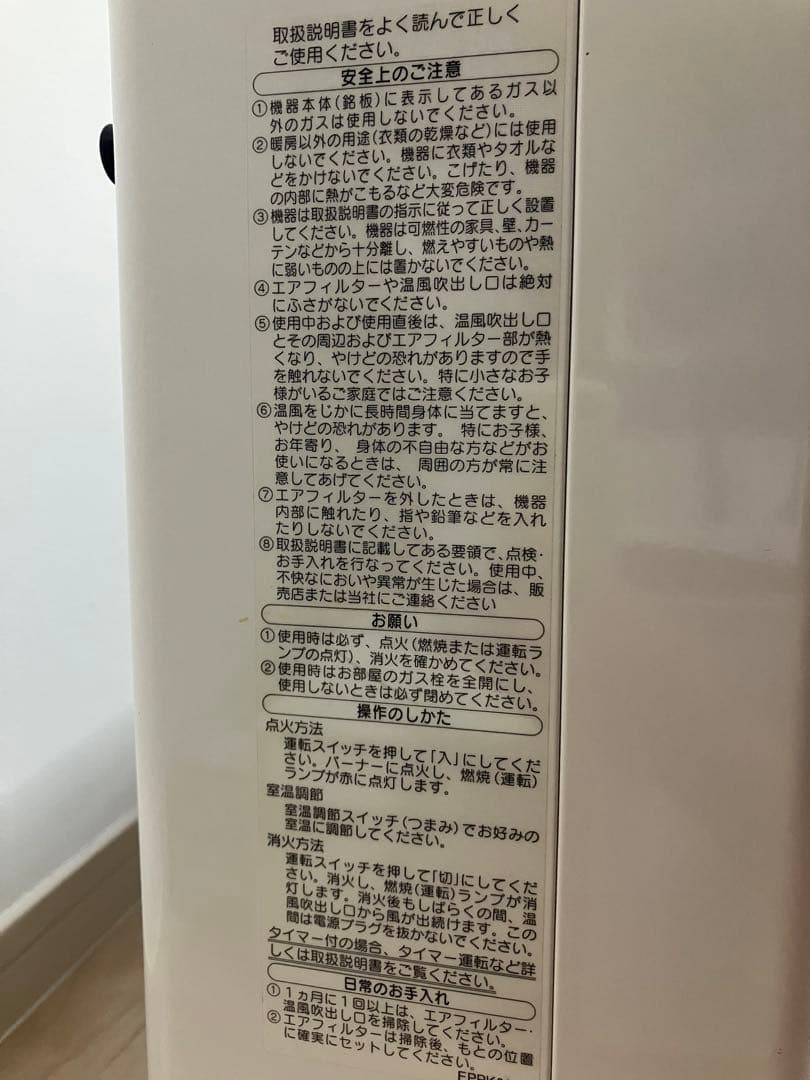 取扱説明書をよく読んで正しく
ご使用ください。
安全上のご注意
①機器本体(銘板)に表示してあるガス以
外のガスは使用しないでください。
②暖房以外の用途(衣類の乾燥など)には使用
しないでください。機器に衣類やタオルな
どをかけないでください。こげたり、機器
の内部に熱がこもるなど大変危険です。
③機器は取扱説明書の指示に従って正しく設置
してください。機器は可燃性の家具、壁、カー
テンなどから十分離し、燃えやすいものや熱
に弱いものの上には置かないでください。
④エアフィルターや温風吹出し口は絶対
にふさがないでください。
⑤使用中および使用直後は、温風吹出し口
とその周辺およびエアフィルター部が熱
くなり、やけどの恐れがありますので手
を触れないでください。特に小さなお子
様がいるご家庭ではご注意ください。
⑥温風をじかに長時間身体に当てますと、
やけどの恐れがあります。特にお子様、
お年寄り、身体の不自由な方などがお
使いになるときは、周囲の方が常に注
意してあげてください。
⑦エアフィルターを外したときは、機器
内部に触れたり、指や鉛筆などを入れ
たりしないでください。
⑧取扱説明書に記載してある要領で、点検・
お手入れを行なってください。使用中、
不快なにおいや異常が生じた場合は、販
売店または当社にご連絡ください
お願い
①使用時は必ず、点火(燃焼または運転ラ
ンプの点灯)、消火を確かめてください。
②使用時はお部屋のガス栓を全開にし、
使用しないときは必ず閉めてください。
操作のしかた
点火方法
運転スイッチを押して「入」にしてくだ
さい。バーナーに点火し、燃焼(運転)
ランプが赤に点灯します。
室温調節
室温調節スイッチ(つまみ)でお好みの
室温に調節してください。
消火方法
運転スイッチを押して「切」にしてくだ
さい。消火し、燃焼(運転)ランプが消
灯します。消火後もしばらくの間、温
風吹出し口から風が出続けます。この
間は電源プラグを抜かないでください。
タイマー付の場合、タイマー運転など詳
しくは取扱説明書をご覧ください。
日常のお手入れ
①1ヵ月に1回以上は、エアフィルター・
温風吹出し口を掃除してください。
②エアフィルターは掃除後、もとの位置
に確実にセットしてください。